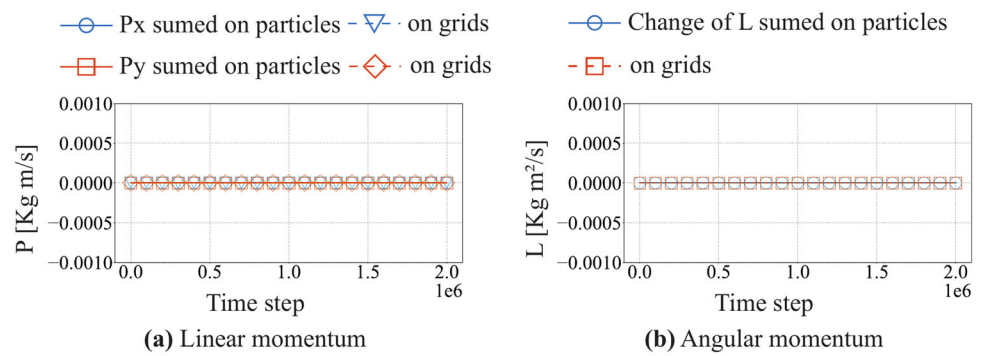 Px sumed on particles on grids
Py sumed on particles on grids
0.0010
0.0005
0.0000
−0.0005
−0.0010
P [Kg m/s]
0.0 0.5 1.0 1.5 2.0
1e6
Time step
(a) Linear momentum
Change of L sumed on particles
on grids
0.0010
0.0005
0.0000
−0.0005
−0.0010
L [Kg m²/s]
0.0 0.5 1.0 1.5 2.0
1e6
Time step
(b) Angular momentum